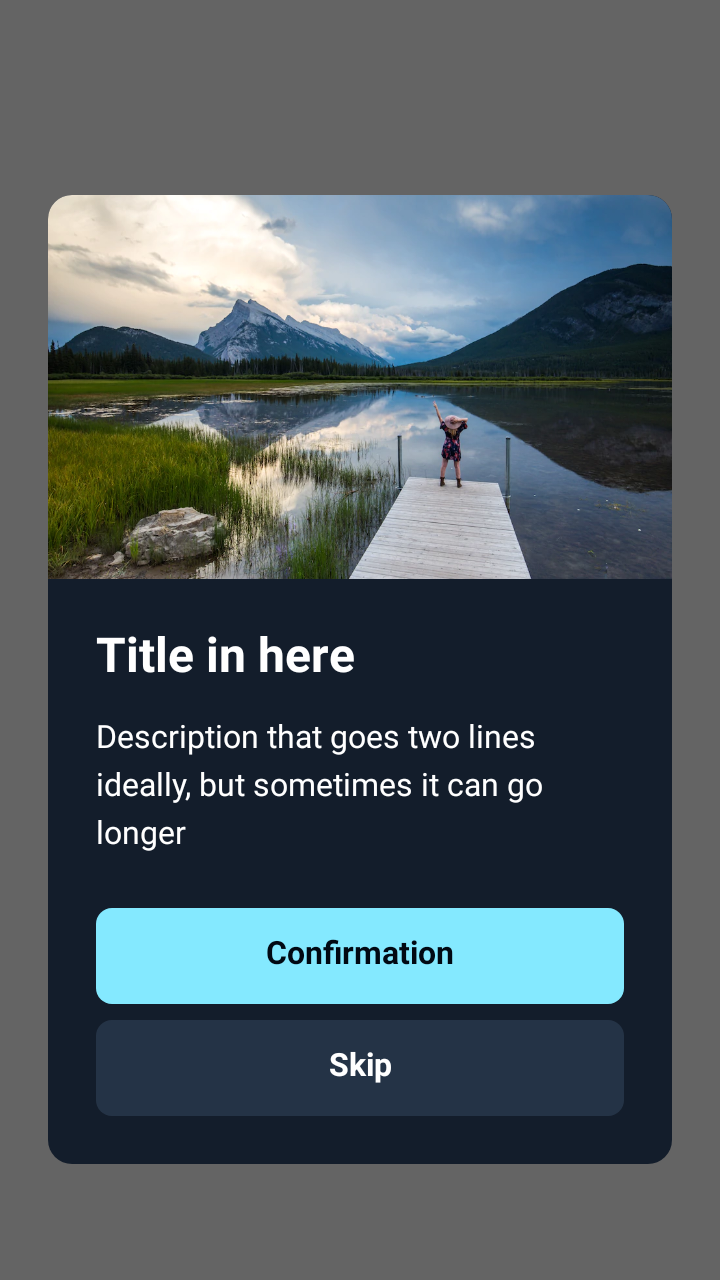 Title in here
Description that goes two lines
ideally, but sometimes it can go
longer
Confirmation
Skip